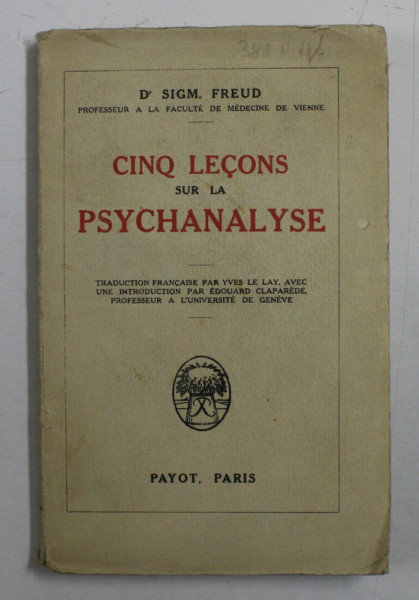 Dr SIGM. FREUD
PROFESSEUR A LA FACULTÉ DE MÉDECINE DE VIENNE
CINQ LEÇONS
SUR LA
PSYCHANALYSE
TRADUCTION FRANÇAISE PAR YVES LE LAY, AVEC
UNE INTRODUCTION PAR ÉDOUARD CLAPARÈDE,
PROFESSEUR A L'UNIVERSITÉ DE GENÈVE
PAYOT, PARIS